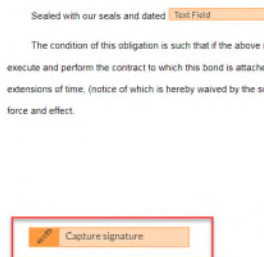 Sealed with our seals and dated Text Field
The condition of this obligation is such that if the above
execute and perform the contract to which this bond is attache
extensions of time, (notice of which is hereby waived by the
force and effect.
Capture signature